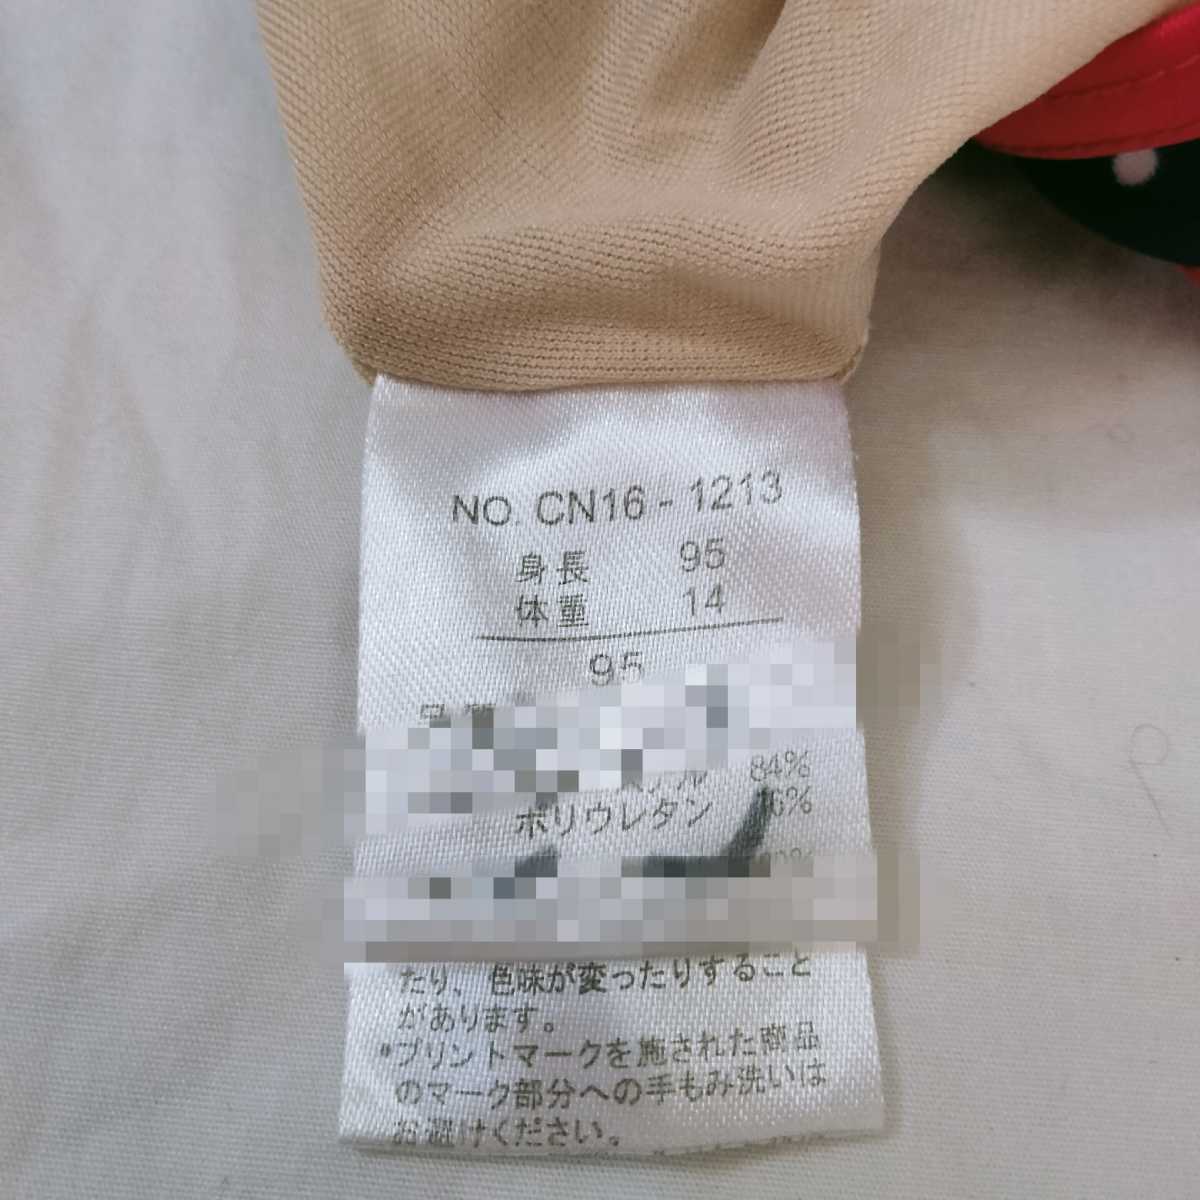 NO. CN16 - 1213
身長 95
体重 14
95
84%
ポリウレタン 16%
たり、色味が変ったりすること
があります。
*プリントマークを施された商品
のマーク部分への手もみ洗いは
お避けください。